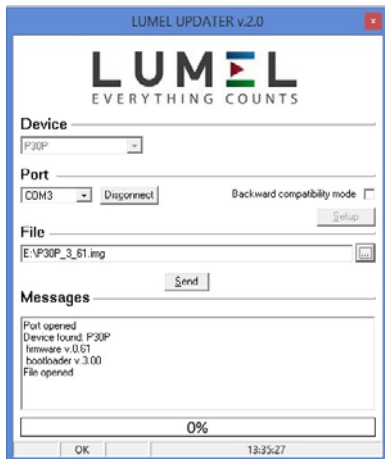 LUMEL UPDATER v.2.0
x
LUMEL
EVERYTHING COUNTS
Device
P30P
Port
COM3 Disconnect Backward compatibility mode
Setup
File
E:\P30P_3_61.img ...
Send
Messages
Port opened
Device found: P30P
firmware v.0.61
bootloader v.3.00
File opened
0%
OK 13:35:27